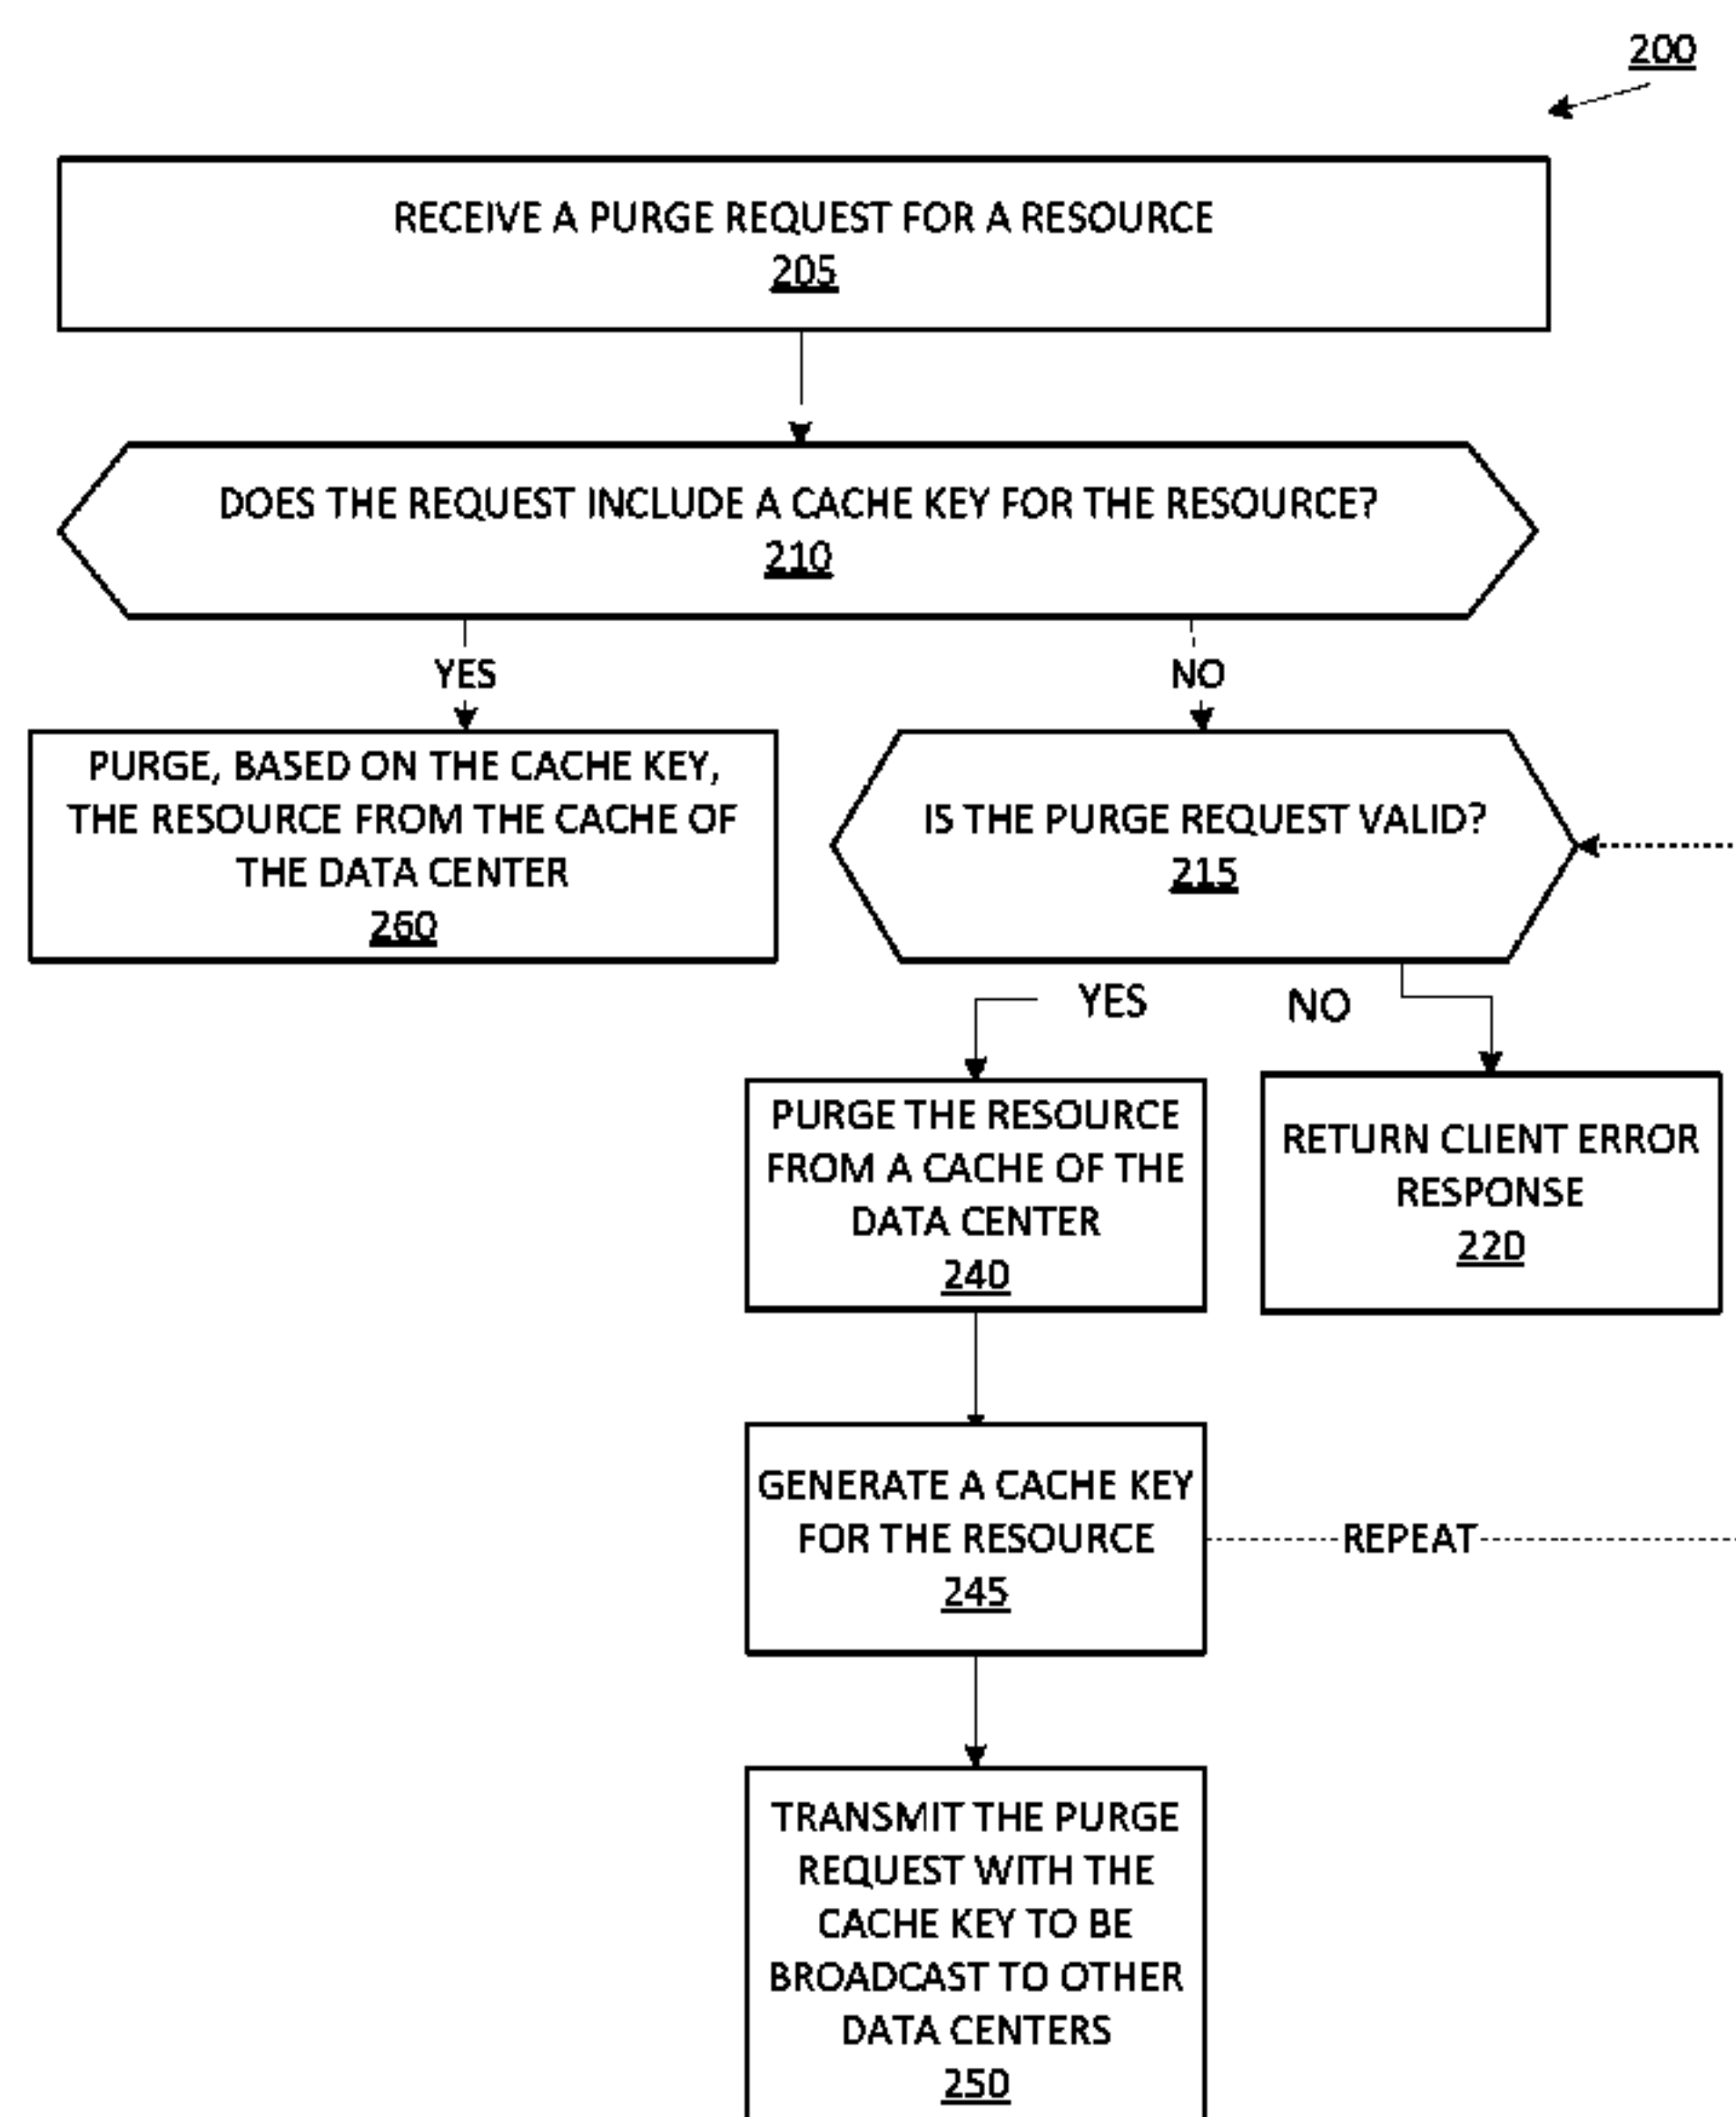 200
RECEIVE A PURGE REQUEST FOR A RESOURCE
205
DOES THE REQUEST INCLUDE A CACHE KEY FOR THE RESOURCE?
210
YES
NO
PURGE, BASED ON THE CACHE KEY,
THE RESOURCE FROM THE CACHE OF
THE DATA CENTER
260
IS THE PURGE REQUEST VALID?
215
YES
NO
PURGE THE RESOURCE
FROM A CACHE OF THE
DATA CENTER
240
RETURN CLIENT ERROR
RESPONSE
220
GENERATE A CACHE KEY
FOR THE RESOURCE
245
REPEAT
TRANSMIT THE PURGE
REQUEST WITH THE
CACHE KEY TO BE
BROADCAST TO OTHER
DATA CENTERS
250